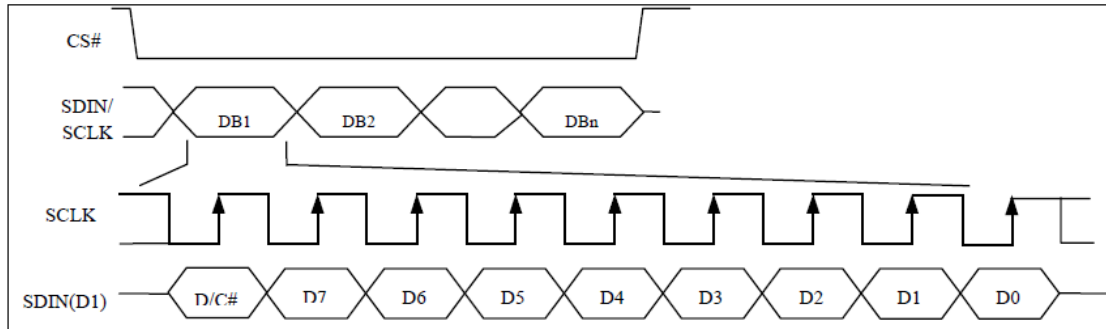 CS#
SDIN/
SCLK
DB1 DB2 DBn
SCLK
SDIN(D1) D/C# D7 D6 D5 D4 D3 D2 D1 D0